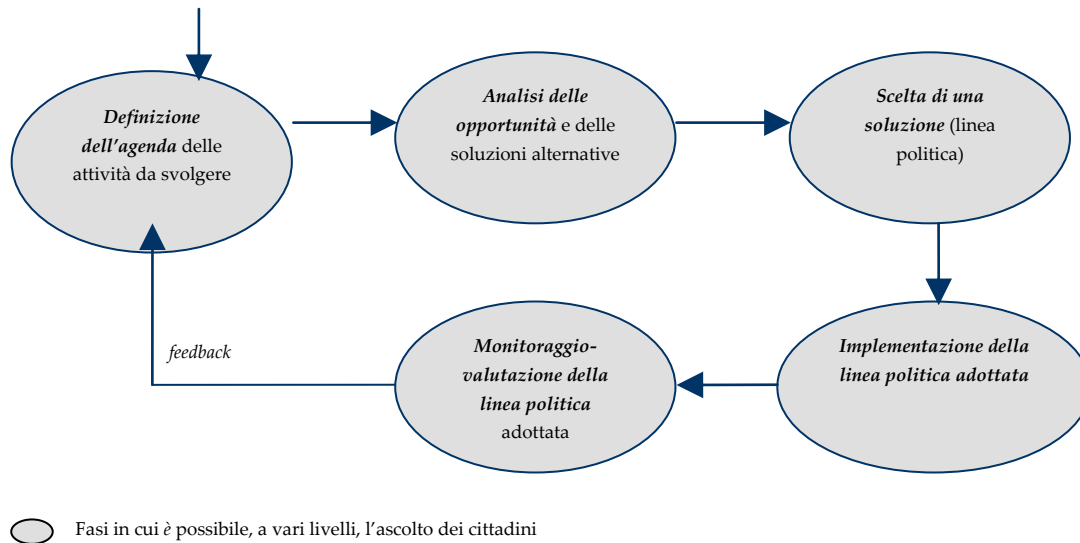 Definizione
dell'agenda delle
attività da svolgere
Analisi delle
opportunità e delle
soluzioni alternative
Scelta di una
soluzione (linea
politica)
Implementazione della
linea politica adottata
Monitoraggio-
valutazione della
linea politica
adottata
feedback
Fasi in cui è possibile, a vari livelli, l'ascolto dei cittadini